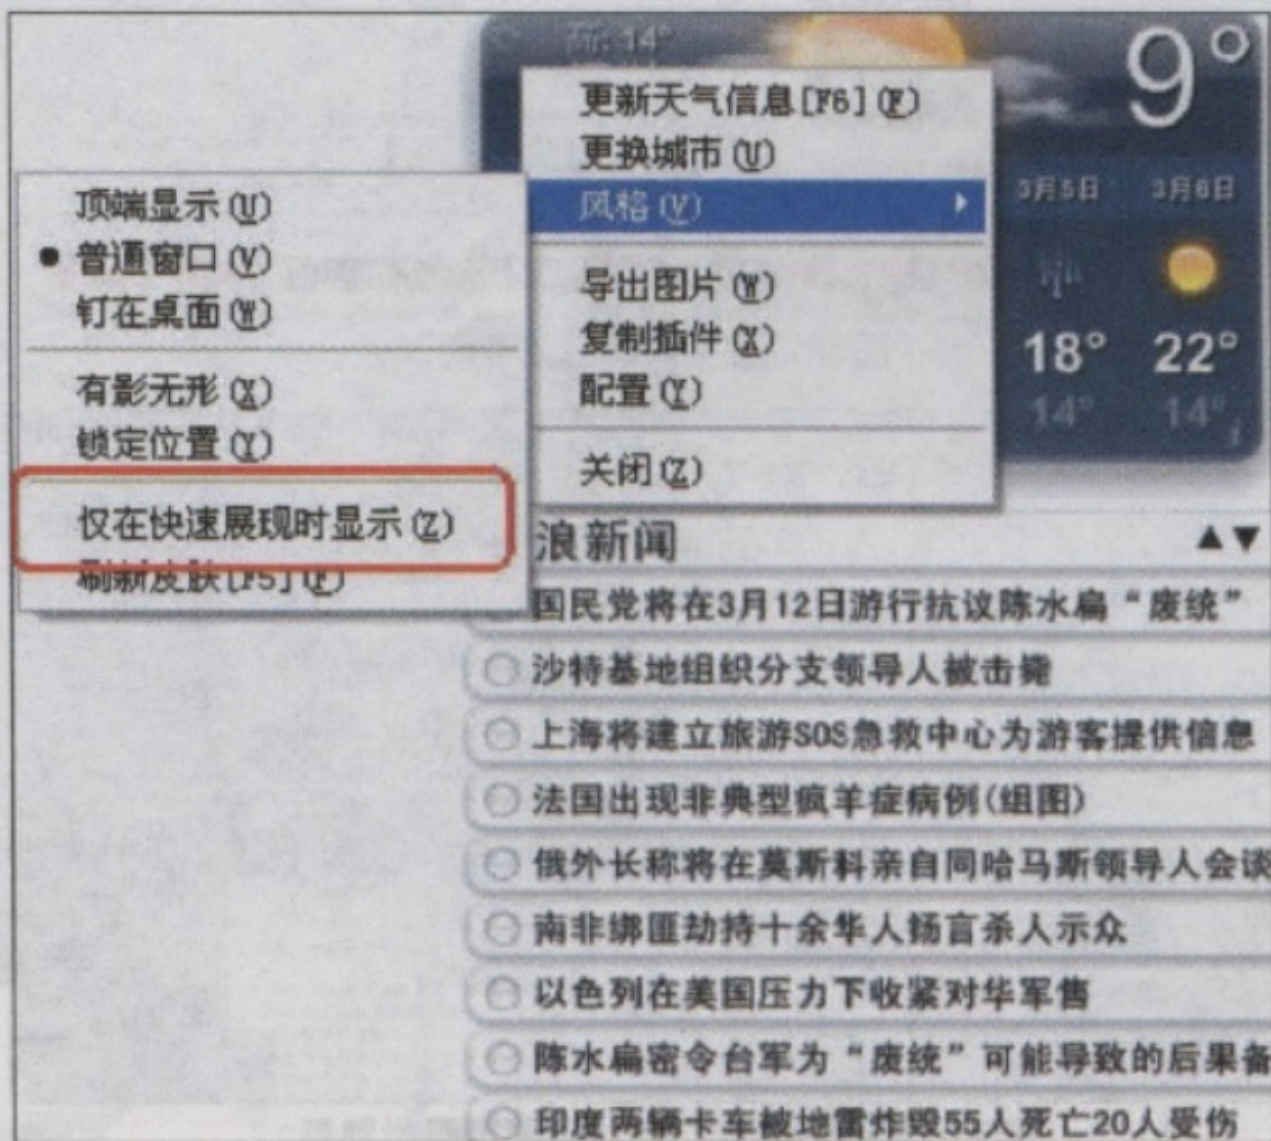 14°
9°
更新天气信息[F6](F)
更换城市(U)
风格(V)
导出图片(W)
复制插件(X)
配置(Y)
关闭(Z)
顶端显示(U)
普通窗口(V)
钉在桌面(W)
有影无形(X)
锁定位置(Y)
仅在快速展现时显示(Z)
刷新皮肤[F5](F)
3月5日 3月6日
18° 22°
14° 14°
浪新闻
国民党将在3月12日游行抗议陈水扁“废统”
沙特基地组织分支领导人被击毙
上海将建立旅游SOS急救中心为游客提供信息
法国出现非典型疯羊症病例(组图)
俄外长称将在莫斯科亲自同哈马斯领导人会谈
南非绑匪劫持十余华人扬言杀人示众
以色列在美国压力下收紧对华军售
陈水扁密令台军为“废统”可能导致的后果备
印度两辆卡车被地雷炸毁55人死亡20人受伤